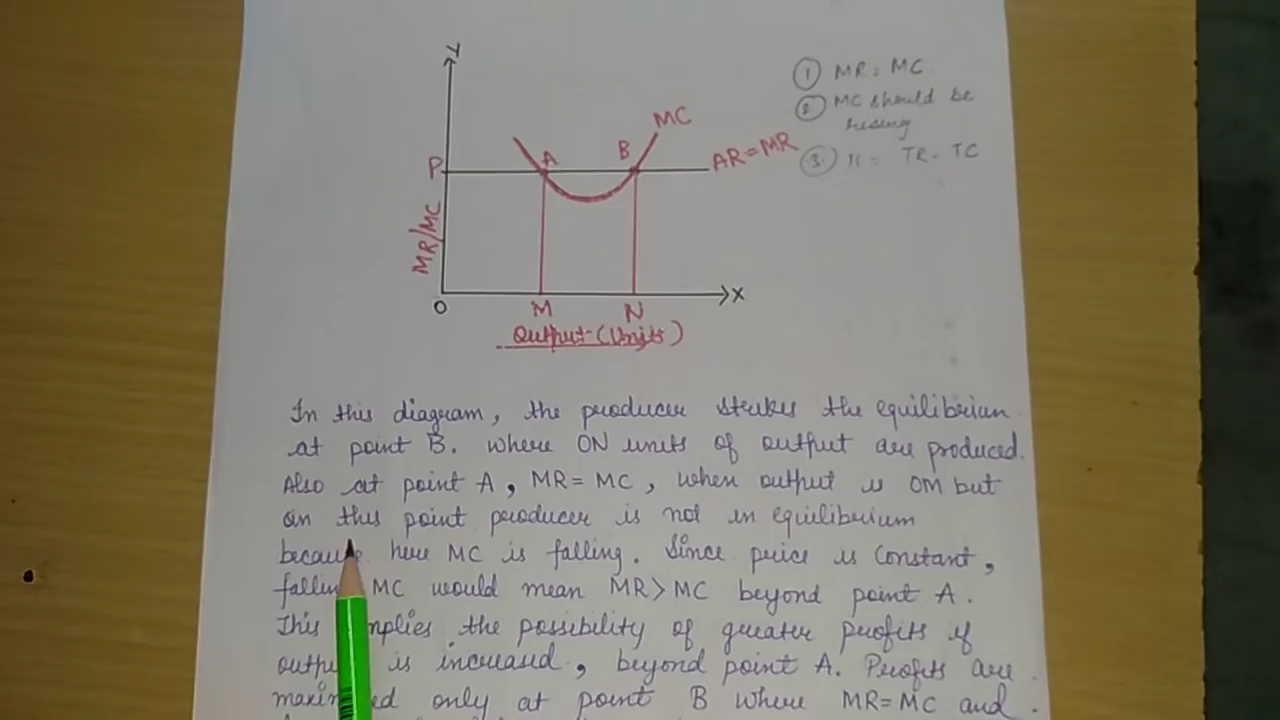 Y
① MR = MC
② MC should be
rising
③ π = TR - TC
MC
A
B
P
AR = MR
MR/MC
O
M
N
X
Output (Units)
In this diagram, the producer strikes the equilibrium
at point B. where ON units of output are produced.
Also at point A, MR = MC, when output is OM but
on this point producer is not in equilibrium
because here MC is falling. Since price is constant,
MC would mean MR > MC beyond point A.
This implies the possibility of greater profits if
is increased, beyond point A. Profits are
only at point B where MR = MC and